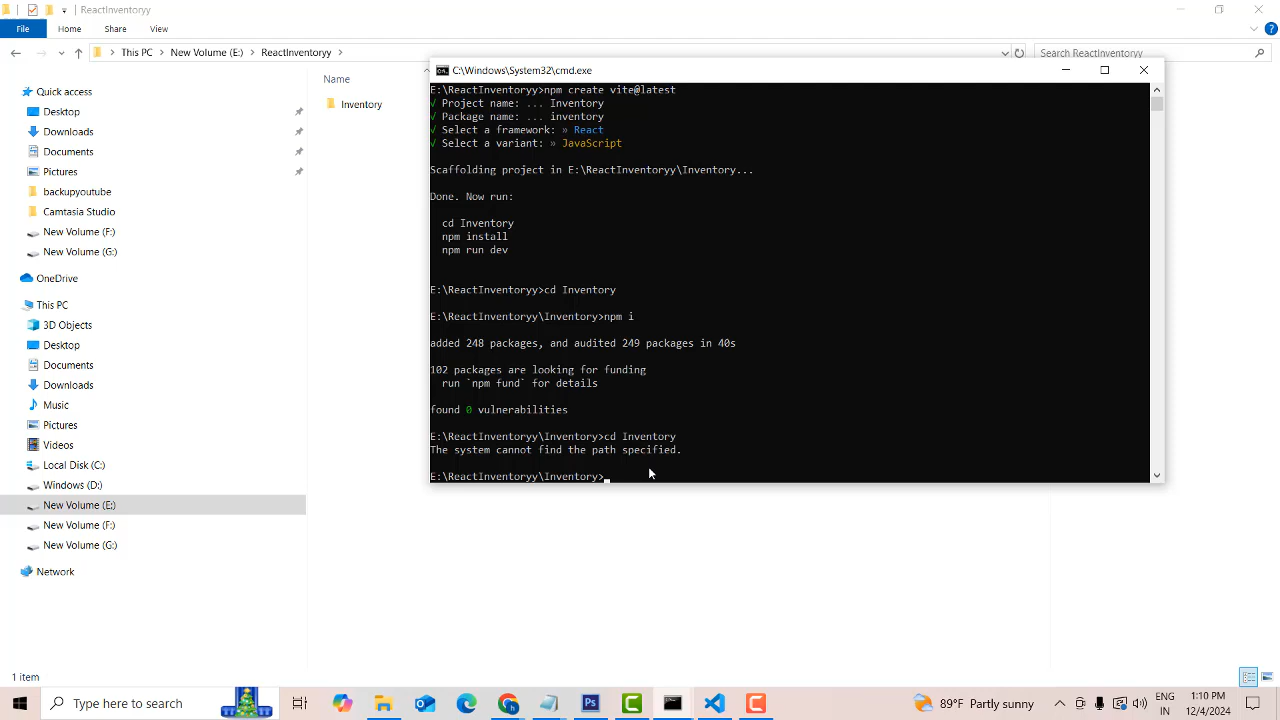 ReactInventoryy
File
Home
Share
View
This PC
New Volume (E:)
ReactInventoryy
Search ReactInventoryy
Name
Inventory
Quick access
Desktop
Downloads
Documents
Pictures
backupyoutube
Camtasia Studio
New Volume (F:)
New Volume (G:)
OneDrive
This PC
3D Objects
Desktop
Documents
Downloads
Music
Pictures
Videos
Local Disk (C:)
Windows (D:)
New Volume (E:)
New Volume (F:)
New Volume (G:)
Network
1 item
C:\Windows\System32\cmd.exe
E:\ReactInventoryy>npm create vite@latest
√ Project name: ... Inventory
√ Package name: ... inventory
√ Select a framework: » React
√ Select a variant: » JavaScript
Scaffolding project in E:\ReactInventoryy\Inventory...
Done. Now run:
cd Inventory
npm install
npm run dev
E:\ReactInventoryy>cd Inventory
E:\ReactInventoryy\Inventory>npm i
added 248 packages, and audited 249 packages in 40s
102 packages are looking for funding
run `npm fund` for details
found 0 vulnerabilities
E:\ReactInventoryy\Inventory>cd Inventory
The system cannot find the path specified.
E:\ReactInventoryy\Inventory>
Type here to search
Ps
89°F Partly sunny
ENG
IN
1:10 PM
12/4/2024